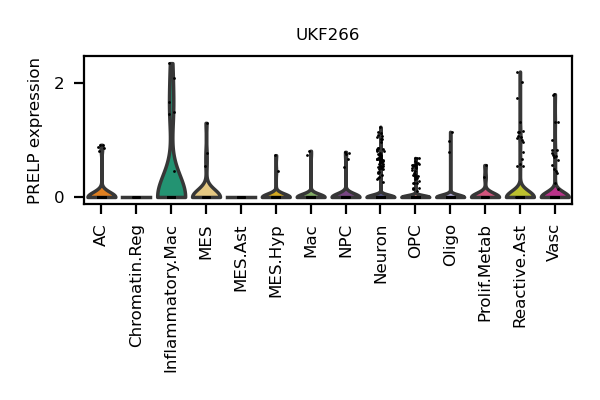 UKF266
PRELP expression
2
0
AC
Chromatin.Reg
Inflammatory.Mac
MES
MES.Ast
MES.Hyp
Mac
NPC
Neuron
OPC
Oligo
Prolif.Metab
Reactive.Ast
Vasc